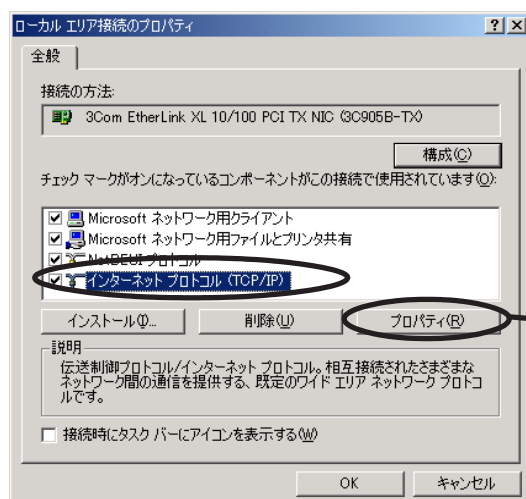 ローカル エリア接続のプロパティ
全般
接続の方法:
3Com EtherLink XL 10/100 PCI TX NIC (3C905B-TX)
構成(C)
チェック マークがオンになっているコンポーネントがこの接続で使用されています(O):
Microsoft ネットワーク用クライアント
Microsoft ネットワーク用ファイルとプリンタ共有
NetBEUI プロトコル
インターネット プロトコル (TCP/IP)
インストール(I)...
削除(U)
プロパティ(R)
説明
伝送制御プロトコル/インターネット プロトコル。相互接続されたさまざまな
ネットワーク間の通信を提供する、既定のワイド エリア ネットワーク プロトコ
ルです。
接続時にタスク バーにアイコンを表示する(W)
OK
キャンセル